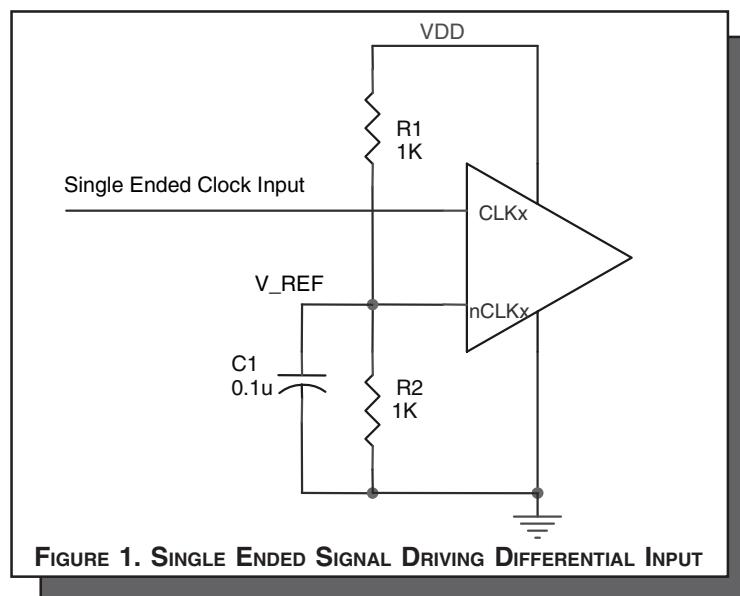 VDD
R1
1K
Single Ended Clock Input
CLKx
V_REF
nCLKx
C1
0.1u
R2
1K
FIGURE 1. SINGLE ENDED SIGNAL DRIVING DIFFERENTIAL INPUT